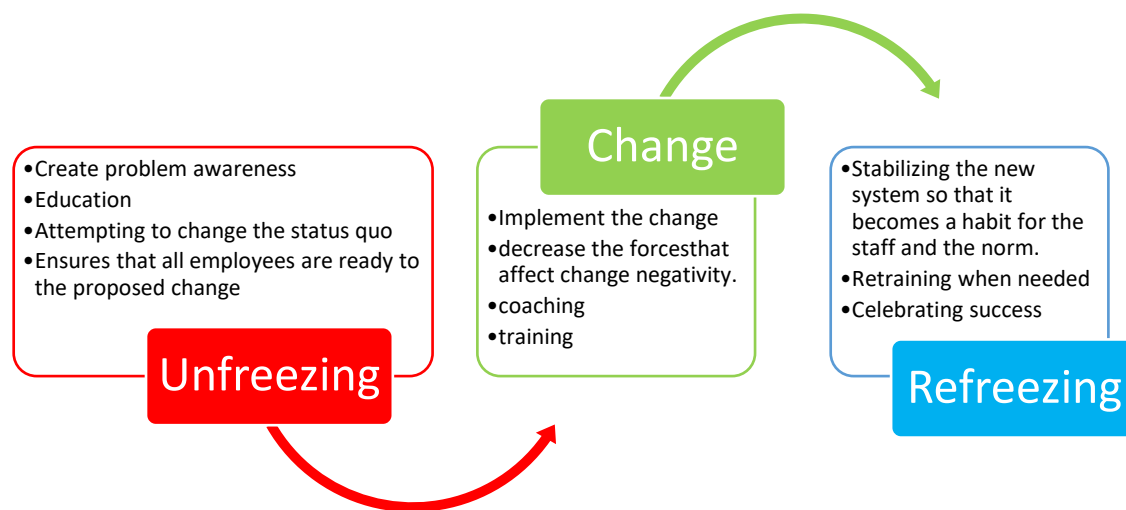 Change
•Create problem awareness
•Education
•Attempting to change the status quo
•Ensures that all employees are ready to
the proposed change
Unfreezing
•Implement the change
•decrease the forcesthat
affect change negativity.
•coaching
•training
•Stabilizing the new
system so that it
becomes a habit for the
staff and the norm.
•Retraining when needed
•Celebrating success
Refreezing